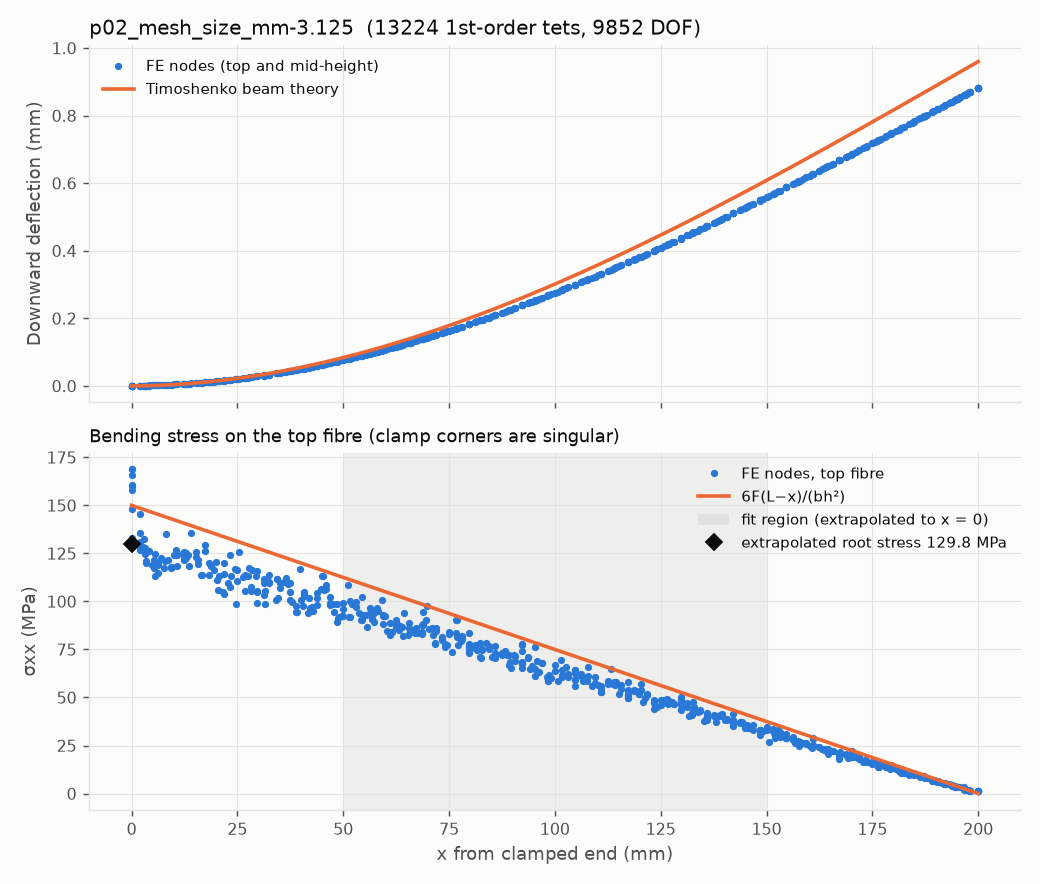 p02_mesh_size_mm-3.125  (13224 1st-order tets, 9852 DOF)
1.0
0.8
0.6
0.4
0.2
0.0
Downward deflection (mm)
FE nodes (top and mid-height)
Timoshenko beam theory
Bending stress on the top fibre (clamp corners are singular)
175
150
125
100
75
50
25
0
σxx (MPa)
FE nodes, top fibre
6F(L−x)/(bh²)
fit region (extrapolated to x = 0)
extrapolated root stress 129.8 MPa
0 25 50 75 100 125 150 175 200
x from clamped end (mm)